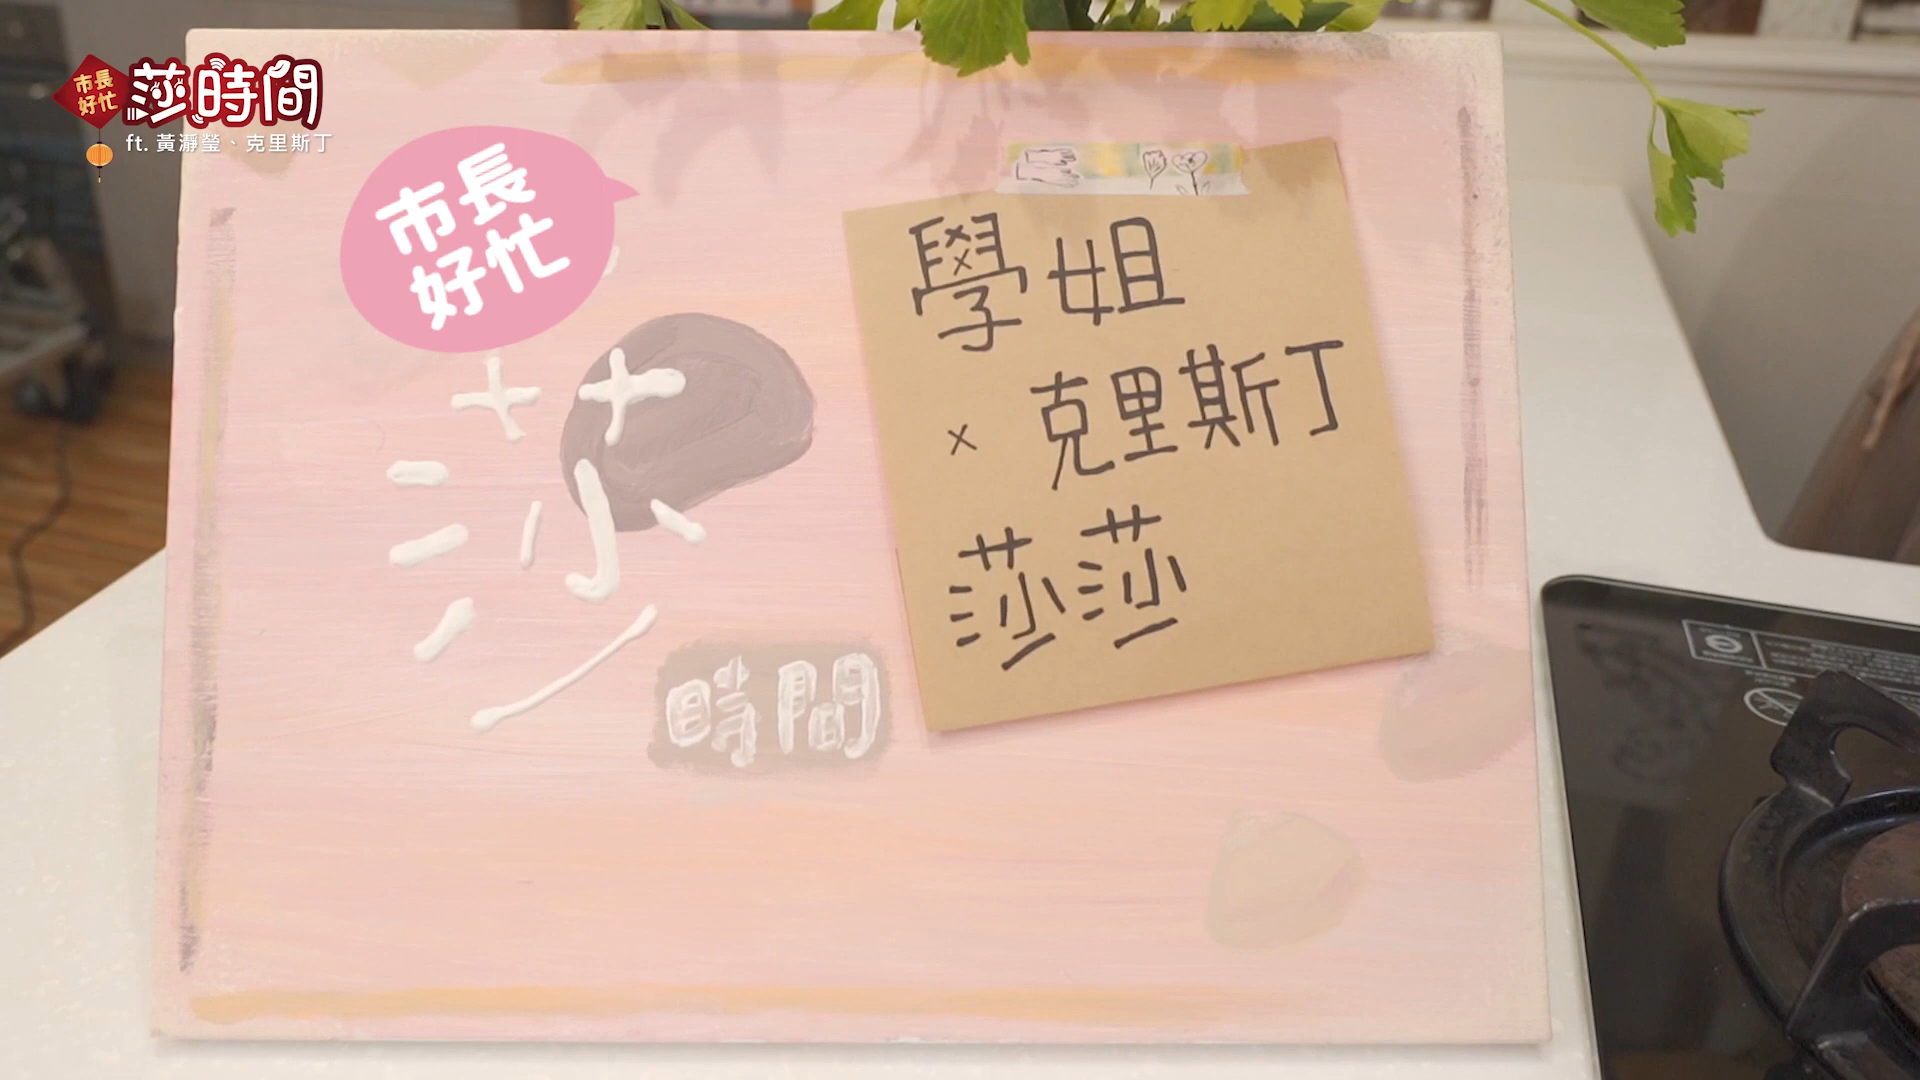 市長
好忙
莎時間
ft. 黃瀞瑩、克里斯丁
市長
好忙
莎
時間
學姐
x 克里斯丁
莎莎